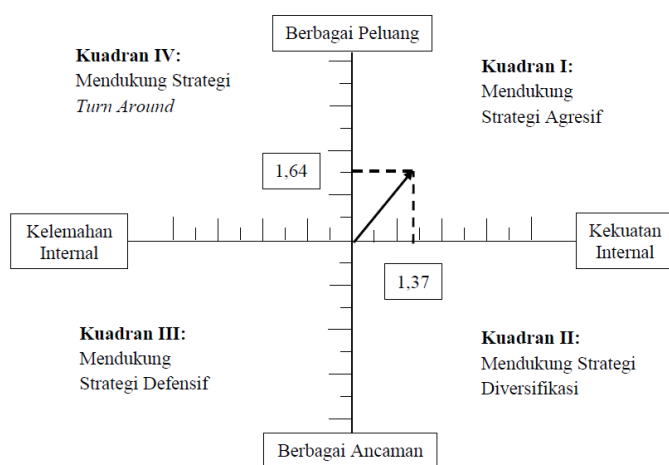 Berbagai Peluang
Kuadran IV:
Mendukung Strategi
Turn Around
Kuadran I:
Mendukung
Strategi Agresif
1,64
Kelemahan
Internal
Kekuatan
Internal
1,37
Kuadran III:
Mendukung
Strategi Defensif
Kuadran II:
Mendukung Strategi
Diversifikasi
Berbagai Ancaman